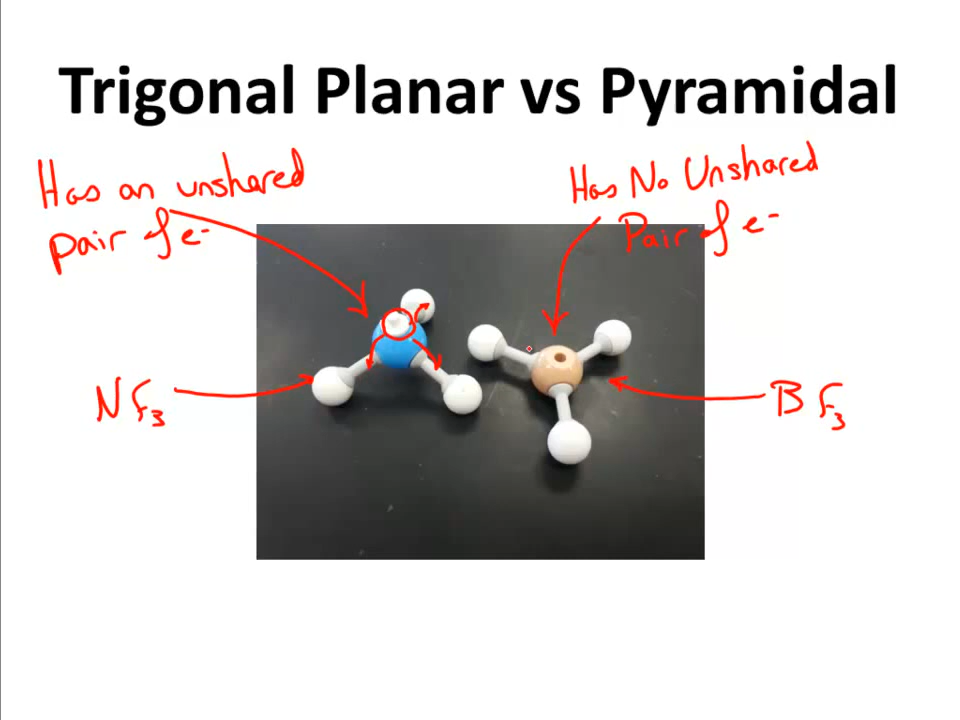 Trigonal Planar vs Pyramidal
Has an unshared
pair of e-
Has No Unshared
Pair of e-
NF3
BF3